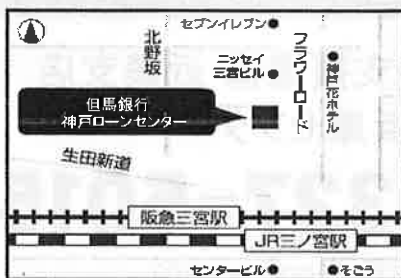 セブンイレブン
北野坂
ニッセイ
三宮ビル
フラワーロード
神戸花ホテル
但馬銀行
神戸ローンセンター
生田新道
阪急三宮駅
JR三ノ宮駅
センタービル
そごう